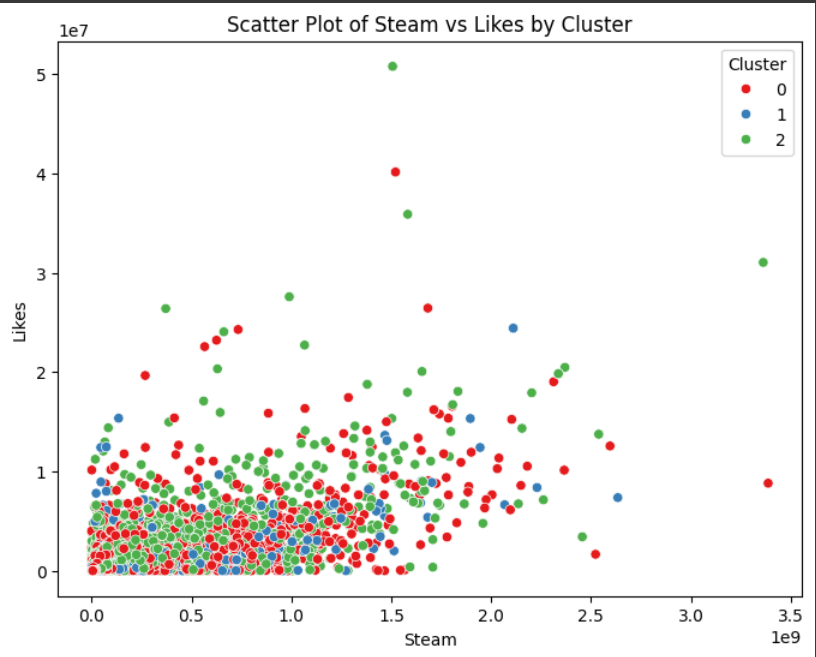 Scatter Plot of Steam vs Likes by Cluster
1e7
Cluster
0
1
2
5
4
3
2
1
0
Likes
0.0 0.5 1.0 1.5 2.0 2.5 3.0 3.5
Steam
1e9